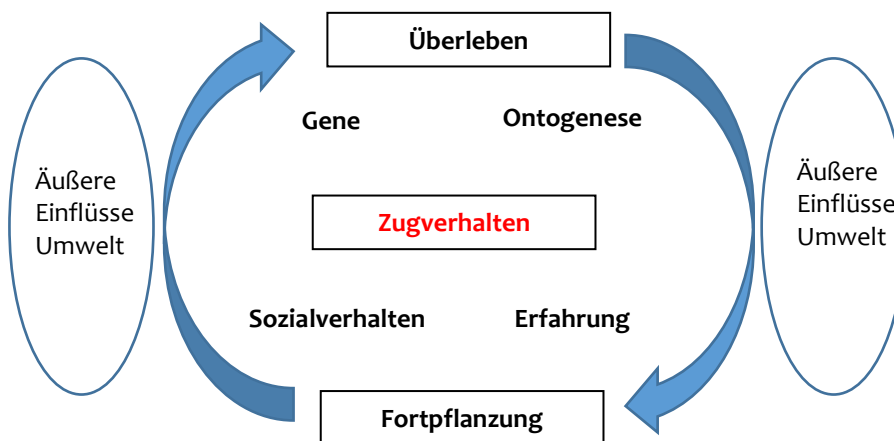 Überleben
Gene
Ontogenese
Äußere
Einflüsse
Umwelt
Zugverhalten
Äußere
Einflüsse
Umwelt
Sozialverhalten
Erfahrung
Fortpflanzung